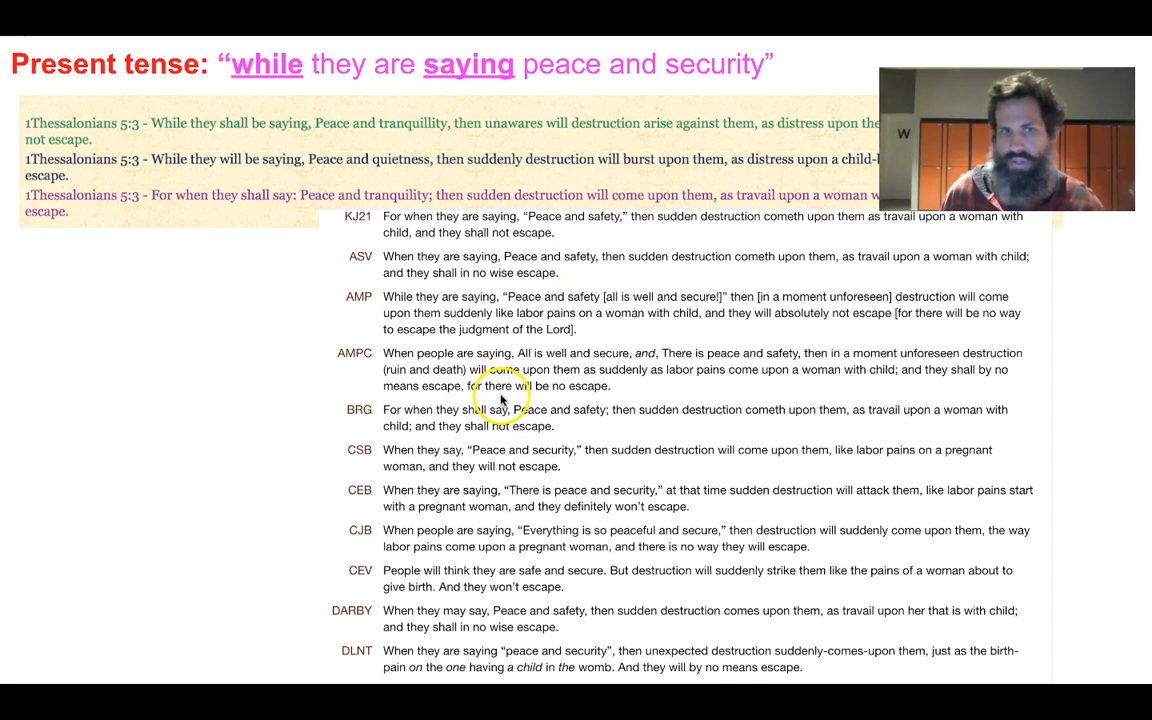 Present tense: “while they are saying peace and security”
1Thessalonians 5:3 - While they shall be saying, Peace and tranquillity, then unawares will destruction arise against them, as distress upon the
not escape.
1Thessalonians 5:3 - While they will be saying, Peace and quietness, then suddenly destruction will burst upon them, as distress upon a child-
escape.
1Thessalonians 5:3 - For when they shall say: Peace and tranquility; then sudden destruction will come upon them, as travail upon a woman
escape.
W
KJ21 For when they are saying, “Peace and safety,” then sudden destruction cometh upon them as travail upon a woman with
child, and they shall not escape.
ASV When they are saying, Peace and safety, then sudden destruction cometh upon them, as travail upon a woman with child;
and they shall in no wise escape.
AMP While they are saying, “Peace and safety [all is well and secure!]” then [in a moment unforeseen] destruction will come
upon them suddenly like labor pains on a woman with child, and they will absolutely not escape [for there will be no way
to escape the judgment of the Lord].
AMPC When people are saying, All is well and secure, and, There is peace and safety, then in a moment unforeseen destruction
(ruin and death) will come upon them as suddenly as labor pains come upon a woman with child; and they shall by no
means escape, for there will be no escape.
BRG For when they shall say, Peace and safety; then sudden destruction cometh upon them, as travail upon a woman with
child; and they shall not escape.
CSB When they say, “Peace and security,” then sudden destruction will come upon them, like labor pains on a pregnant
woman, and they will not escape.
CEB When they are saying, “There is peace and security,” at that time sudden destruction will attack them, like labor pains start
with a pregnant woman, and they definitely won’t escape.
CJB When people are saying, “Everything is so peaceful and secure,” then destruction will suddenly come upon them, the way
labor pains come upon a pregnant woman, and there is no way they will escape.
CEV People will think they are safe and secure. But destruction will suddenly strike them like the pains of a woman about to
give birth. And they won’t escape.
DARBY When they may say, Peace and safety, then sudden destruction comes upon them, as travail upon her that is with child;
and they shall in no wise escape.
DLNT When they are saying “peace and security”, then unexpected destruction suddenly-comes-upon them, just as the birth-
pain on the one having a child in the womb. And they will by no means escape.